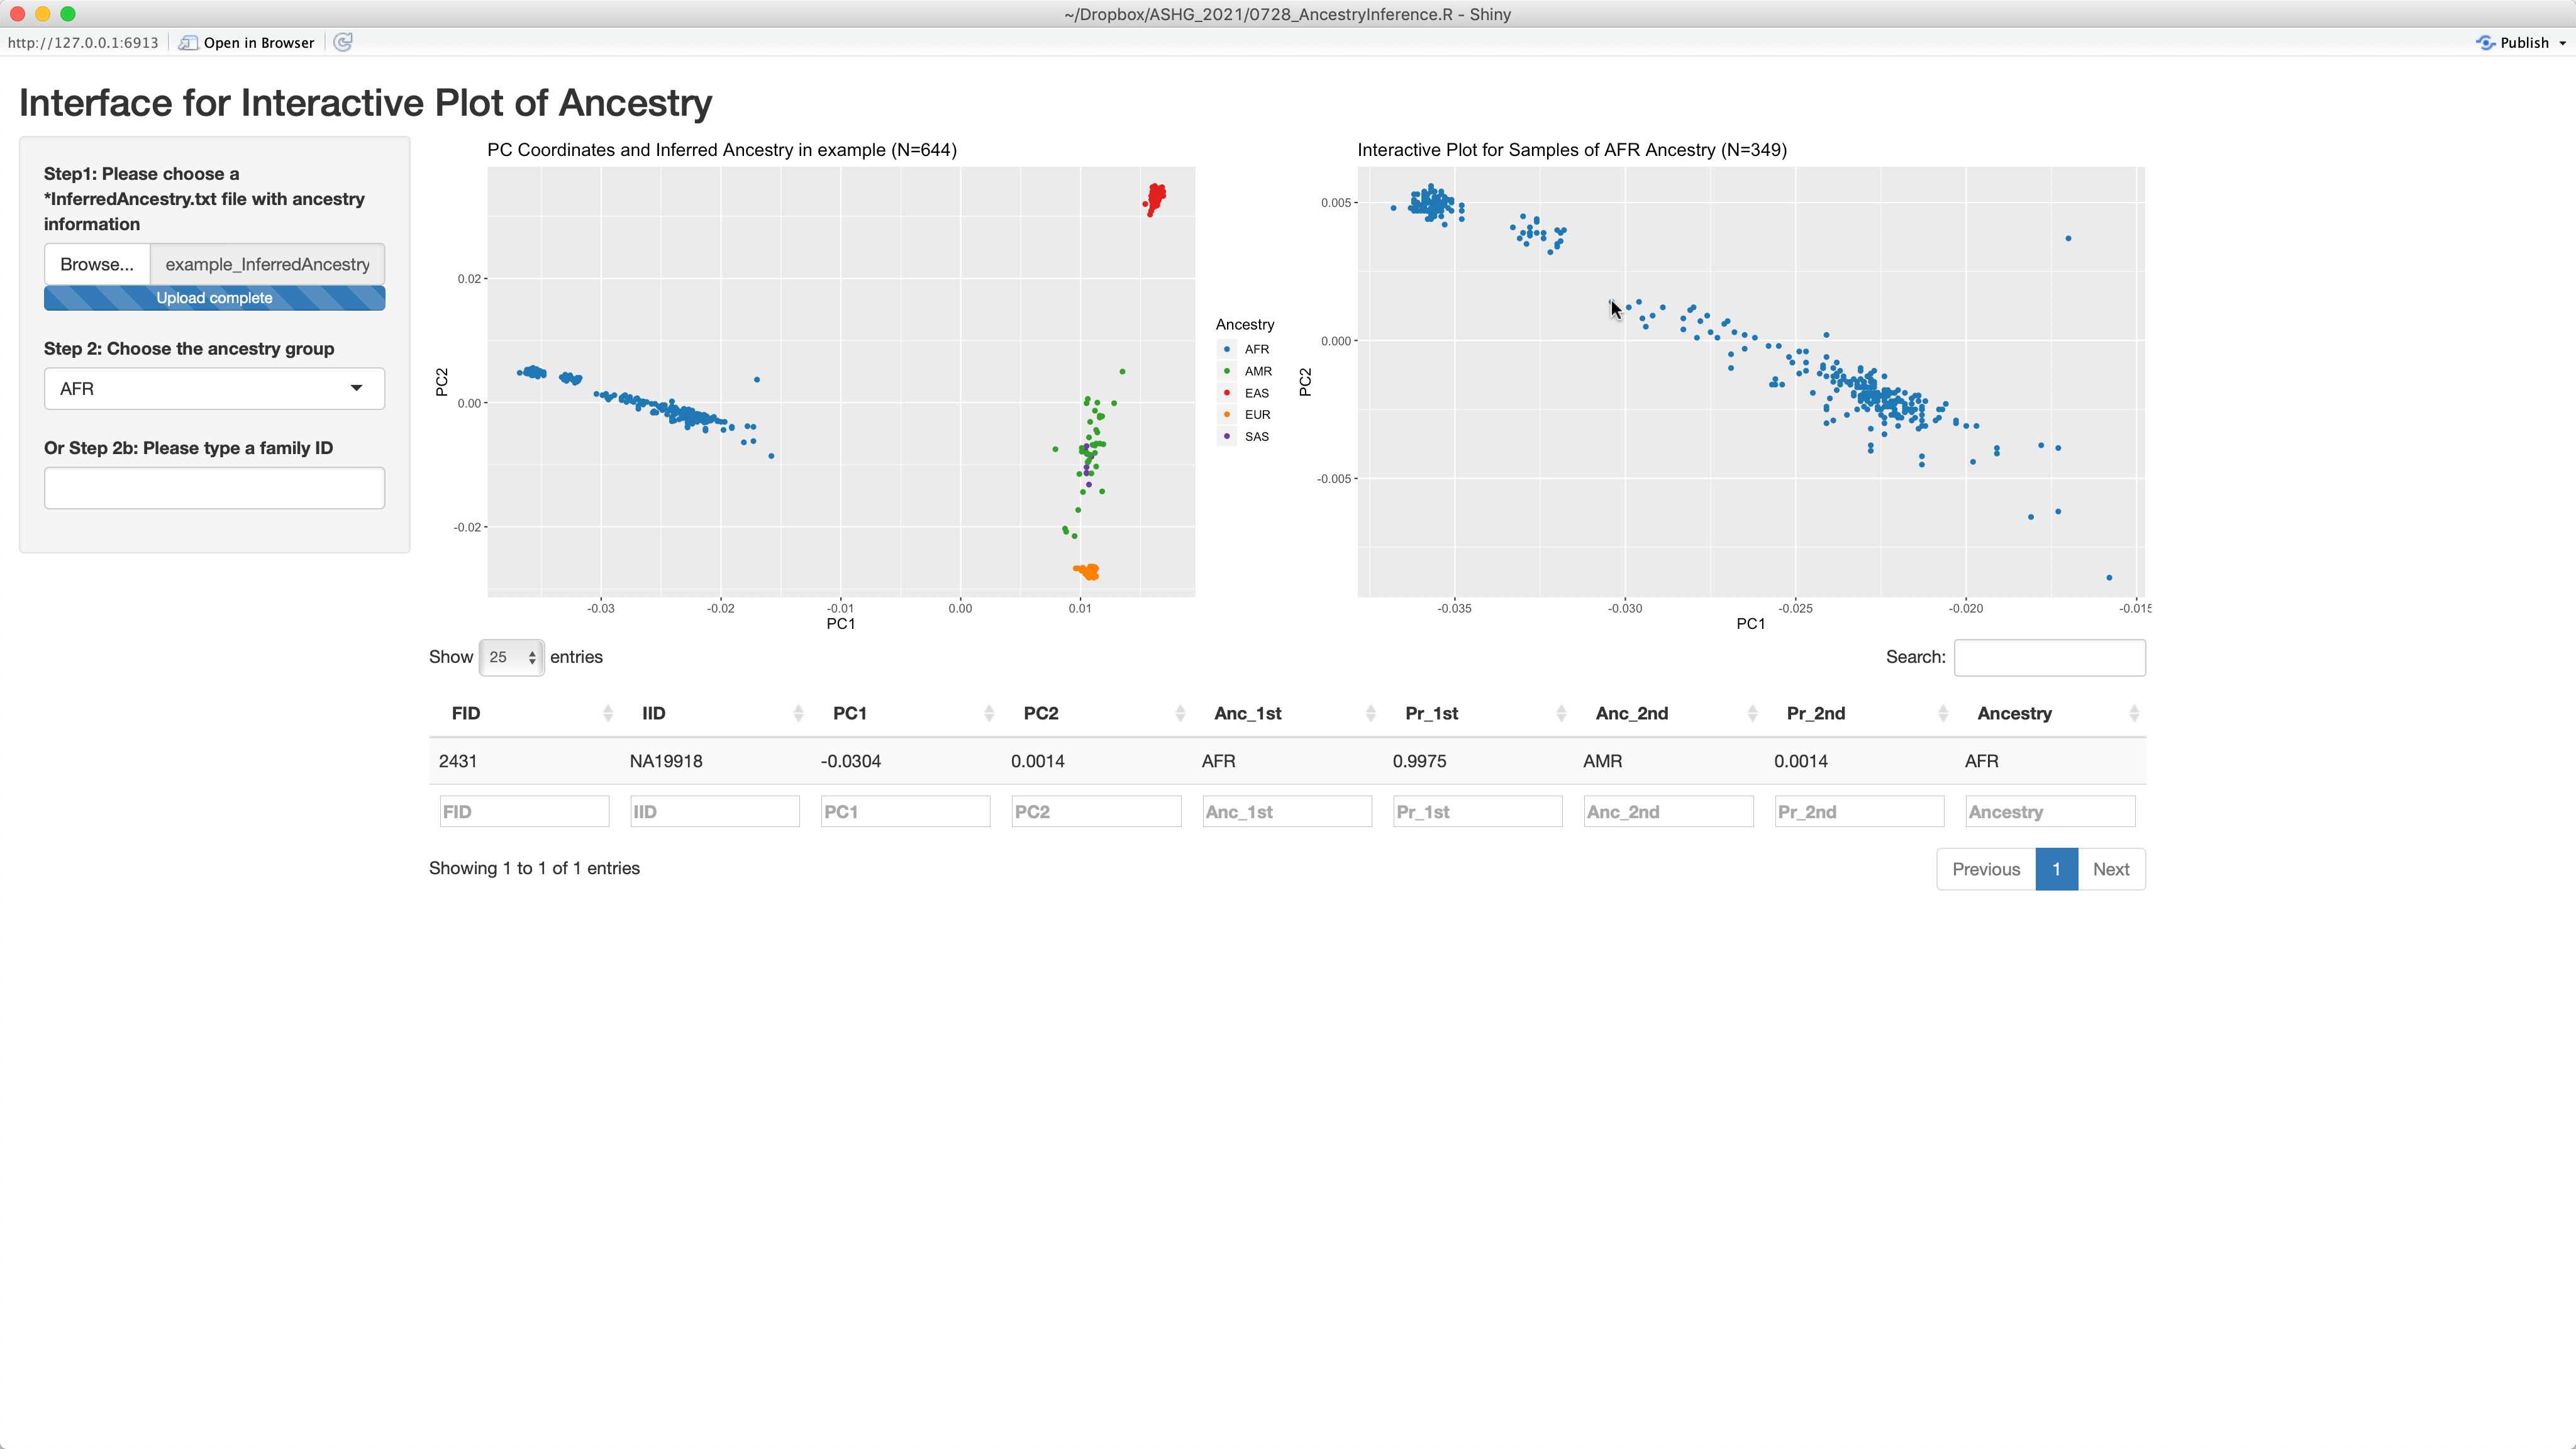 ~/Dropbox/ASHG_2021/0728_AncestryInference.R - Shiny
http://127.0.0.1:6913 Open in Browser Publish
Interface for Interactive Plot of Ancestry
Step1: Please choose a
*InferredAncestry.txt file with ancestry
information
Browse... example_InferredAncestry
Upload complete
Step 2: Choose the ancestry group
AFR
Or Step 2b: Please type a family ID
PC Coordinates and Inferred Ancestry in example (N=644)
0.02
0.00
-0.02
PC2
-0.03 -0.02 -0.01 0.00 0.01
PC1
Ancestry
AFR
AMR
EAS
EUR
SAS
Interactive Plot for Samples of AFR Ancestry (N=349)
0.005
0.000
-0.005
PC2
-0.035 -0.030 -0.025 -0.020 -0.015
PC1
Show 25 entries Search:
FID IID PC1 PC2 Anc_1st Pr_1st Anc_2nd Pr_2nd Ancestry
2431 NA19918 -0.0304 0.0014 AFR 0.9975 AMR 0.0014 AFR
FID IID PC1 PC2 Anc_1st Pr_1st Anc_2nd Pr_2nd Ancestry
Showing 1 to 1 of 1 entries Previous 1 Next